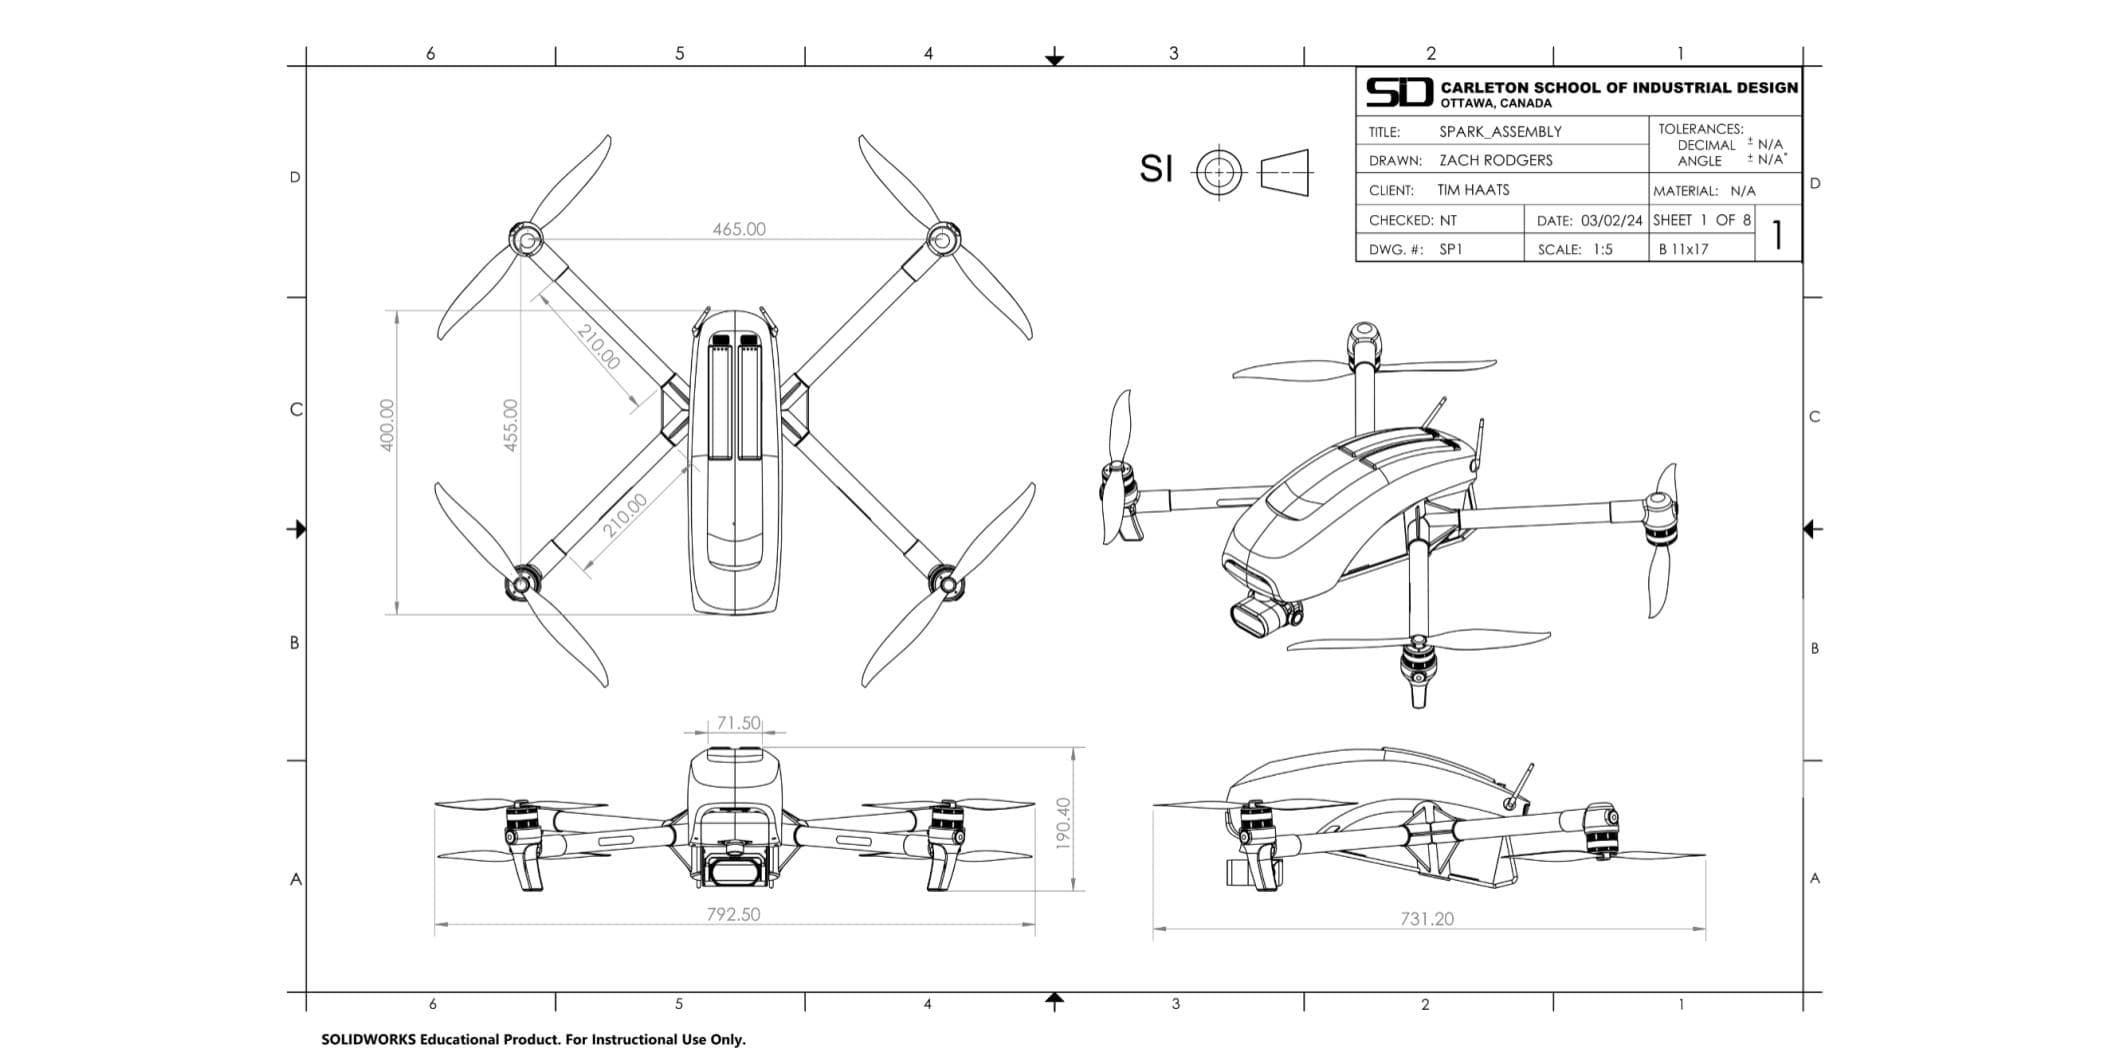 6 5 4 3 2 1
SD CARLETON SCHOOL OF INDUSTRIAL DESIGN
OTTAWA, CANADA
TITLE: SPARK_ASSEMBLY
TOLERANCES:
DECIMAL ± N/A
ANGLE ± N/A°
DRAWN: ZACH RODGERS
CLIENT: TIM HAATS
MATERIAL: N/A
CHECKED: NT
DATE: 03/02/24
SHEET 1 OF 8
1
DWG. #: SP1
SCALE: 1:5
B 11x17
SI
D
D
465.00
210.00
C
400.00
455.00
C
210.00
B
B
71.50
190.40
A
A
792.50
731.20
6 5 4 3 2 1
SOLIDWORKS Educational Product. For Instructional Use Only.